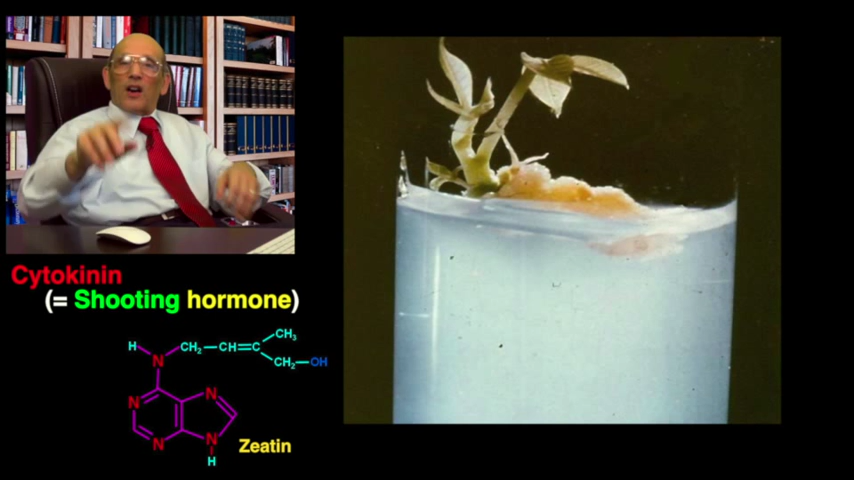 Cytokinin
(= Shooting hormone)
H
CH₂—CH=C
CH₃
CH₂—OH
N
N
N
N
N
H
Zeatin